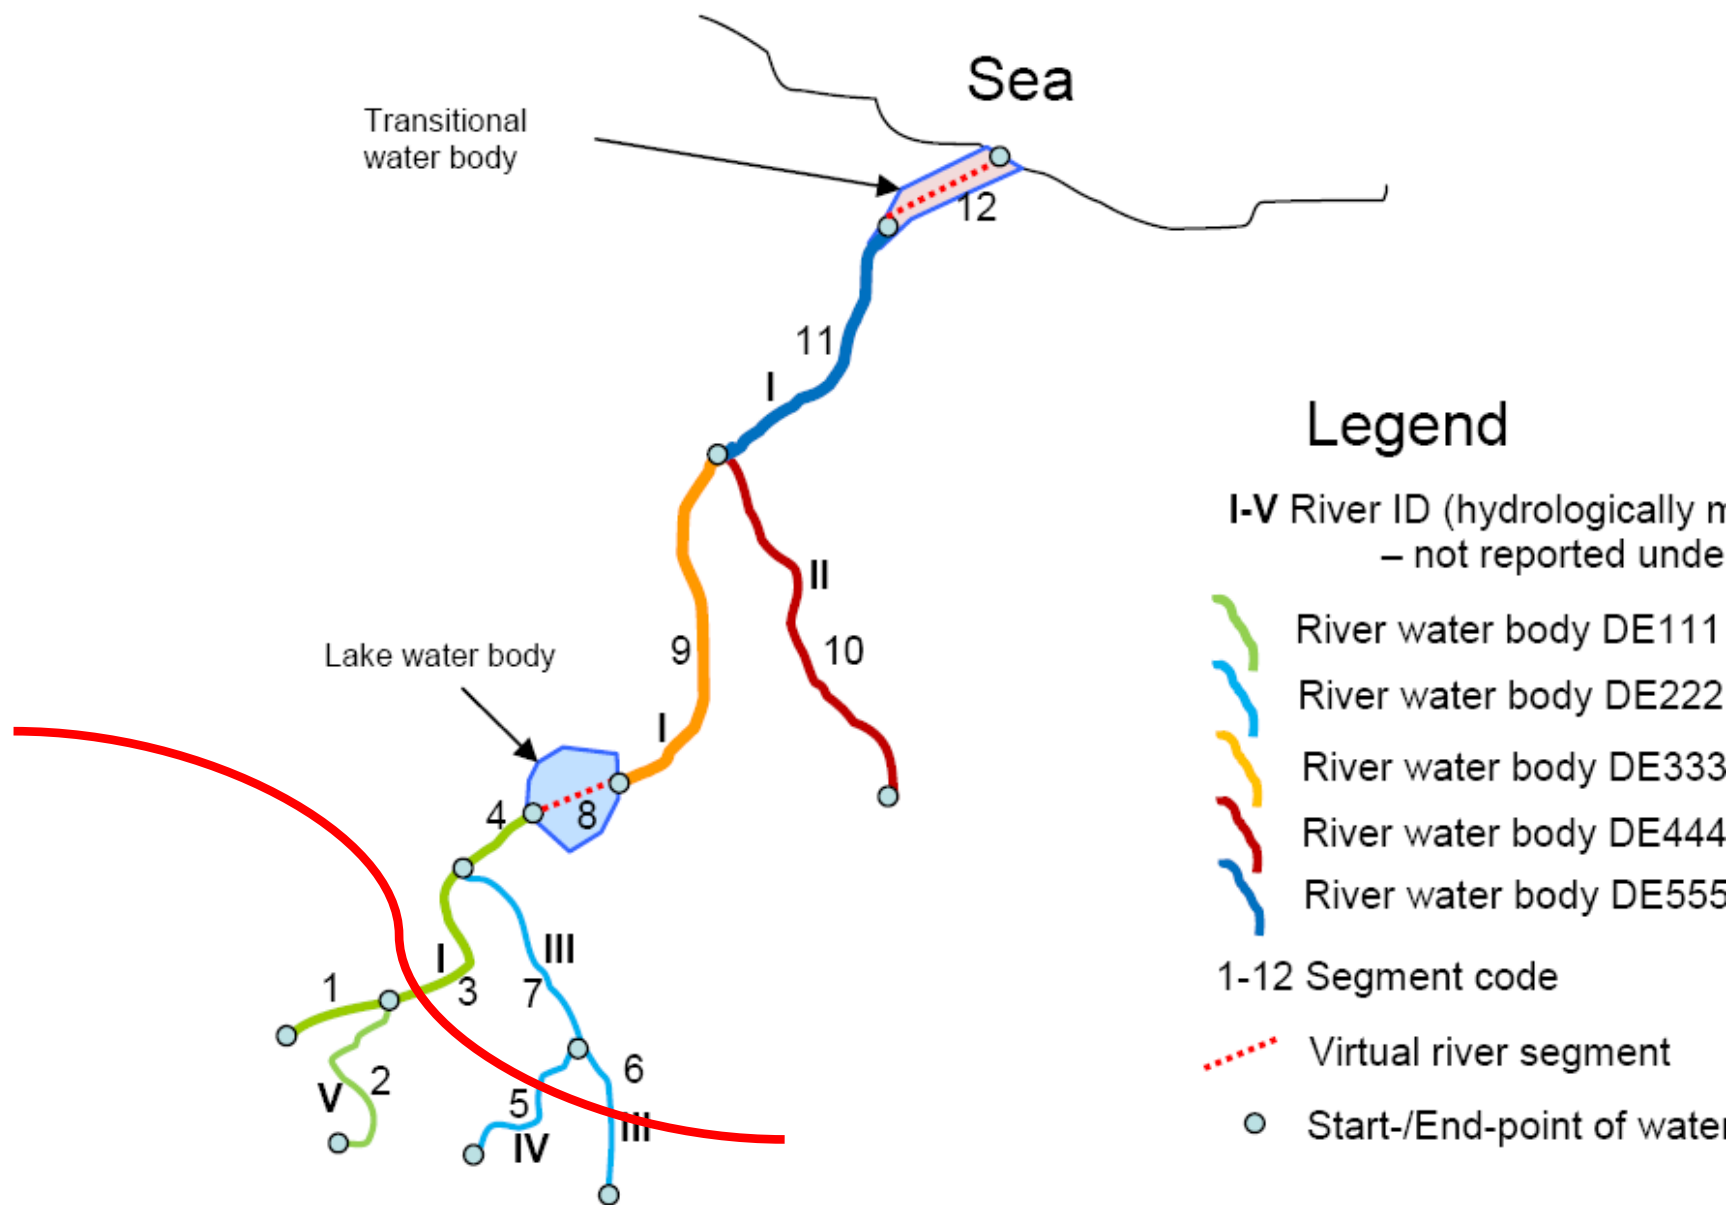 Sea
Transitional
water body
12
11
I
Legend
I-V River ID (hydrologically
– not reported
II
9
10
Lake water body
I
River water body DE111
River water body DE222
River water body DE333
River water body DE444
River water body DE555
4
8
III
I
1
3
7
1-12 Segment code
Virtual river segment
6
V
2
5
IV
III
Start-/End-point of water